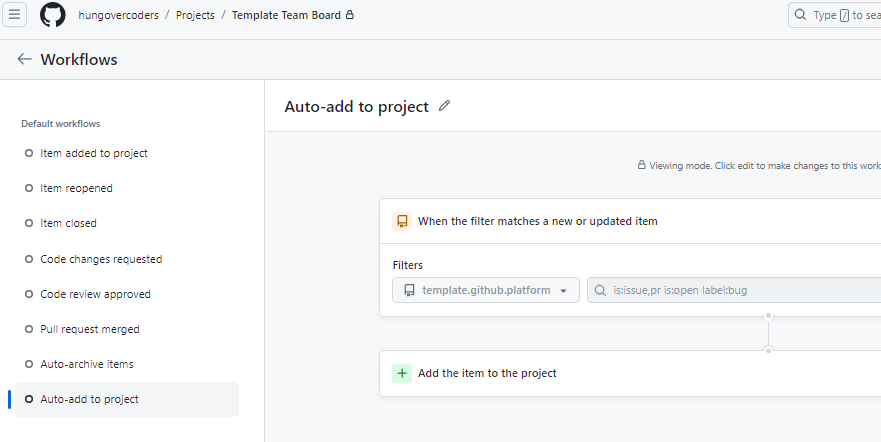 hungovercoders / Projects / Template Team Board
Type / to sea
Workflows
Auto-add to project
Default workflows
Item added to project
Item reopened
Item closed
Code changes requested
Code review approved
Pull request merged
Auto-archive items
Auto-add to project
Viewing mode. Click edit to make changes to this work
When the filter matches a new or updated item
Filters
template.github.platform
is:issue,pr is:open label:bug
Add the item to the project